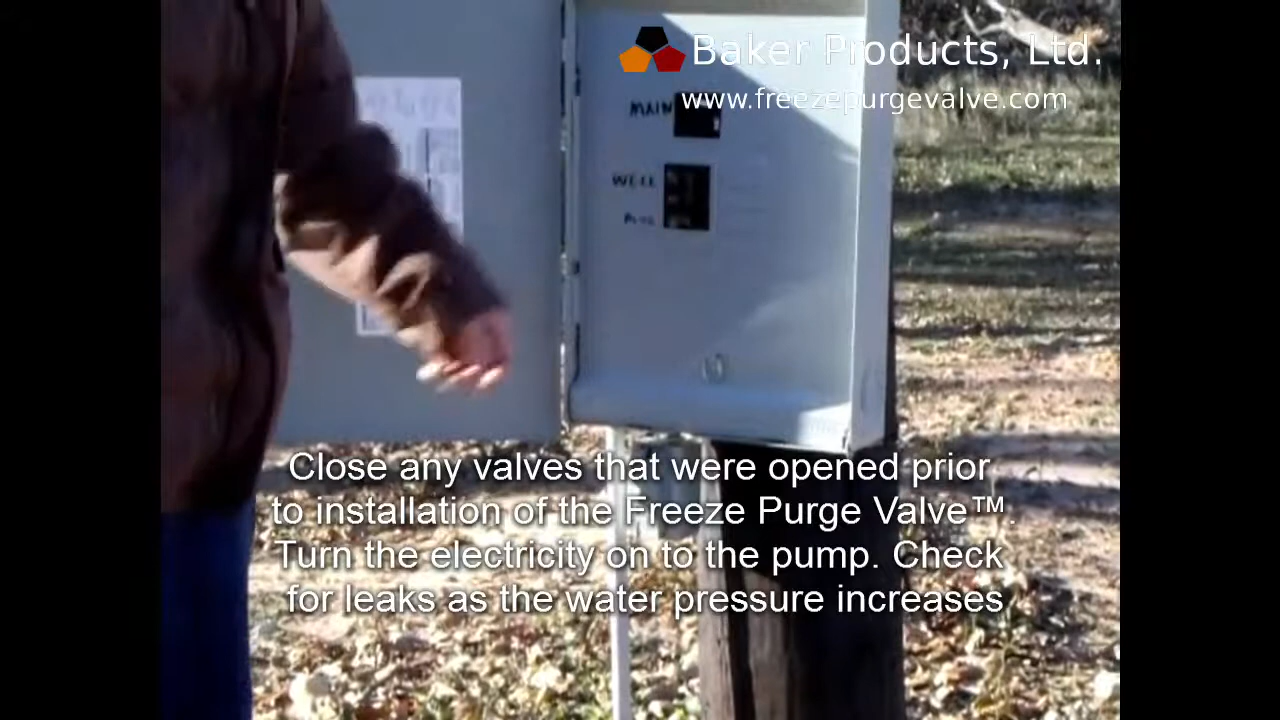 Baker Products, Ltd.
www.freezepurgevalve.com
MAIN
WELL
Close any valves that were opened prior
to installation of the Freeze Purge Valve™.
Turn the electricity on to the pump. Check
for leaks as the water pressure increases